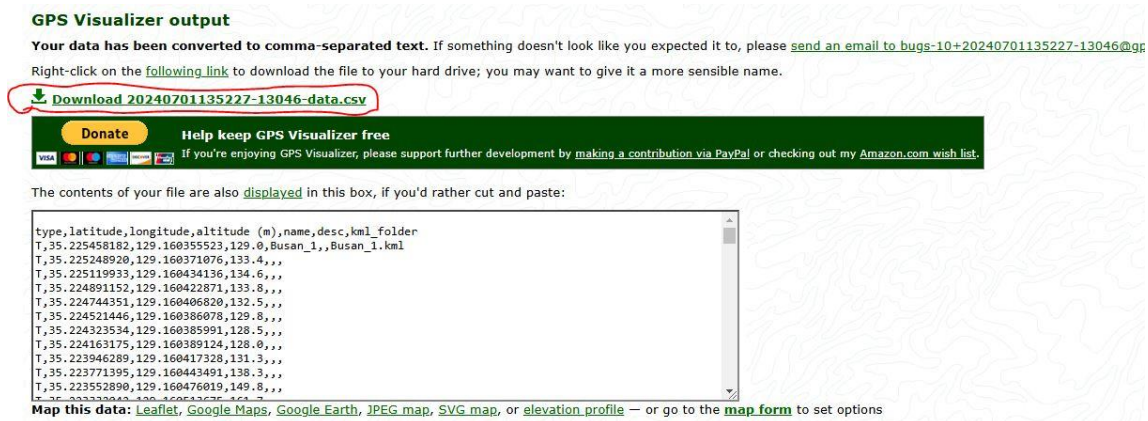 GPS Visualizer output
Your data has been converted to comma-separated text. If something doesn't look like you expected it to, please send an email to bugs-10+20240701135227-13046@gp
Right-click on the following link to download the file to your hard drive; you may want to give it a more sensible name.
Download 20240701135227-13046-data.csv
Donate
Help keep GPS Visualizer free
VISA
If you're enjoying GPS Visualizer, please support further development by making a contribution via PayPal or checking out my Amazon.com wish list.
The contents of your file are also displayed in this box, if you'd rather cut and paste:
type,latitude,longitude,altitude (m),name,desc,kml_folder
T,35.225458182,129.160355523,129.0,Busan_1,,Busan_1.kml
T,35.225248920,129.160371076,133.4,,,
T,35.225119933,129.160434136,134.6,,,
T,35.224891152,129.160422871,133.8,,,
T,35.224744351,129.160406820,132.5,,,
T,35.224521446,129.160386078,129.8,,,
T,35.224323534,129.160385991,128.5,,,
T,35.224163175,129.160389124,128.0,,,
T,35.223946289,129.160417328,131.3,,,
T,35.223771395,129.160443491,138.3,,,
T,35.223552890,129.160476019,149.8,,,
Map this data: Leaflet, Google Maps, Google Earth, JPEG map, SVG map, or elevation profile — or go to the map form to set options